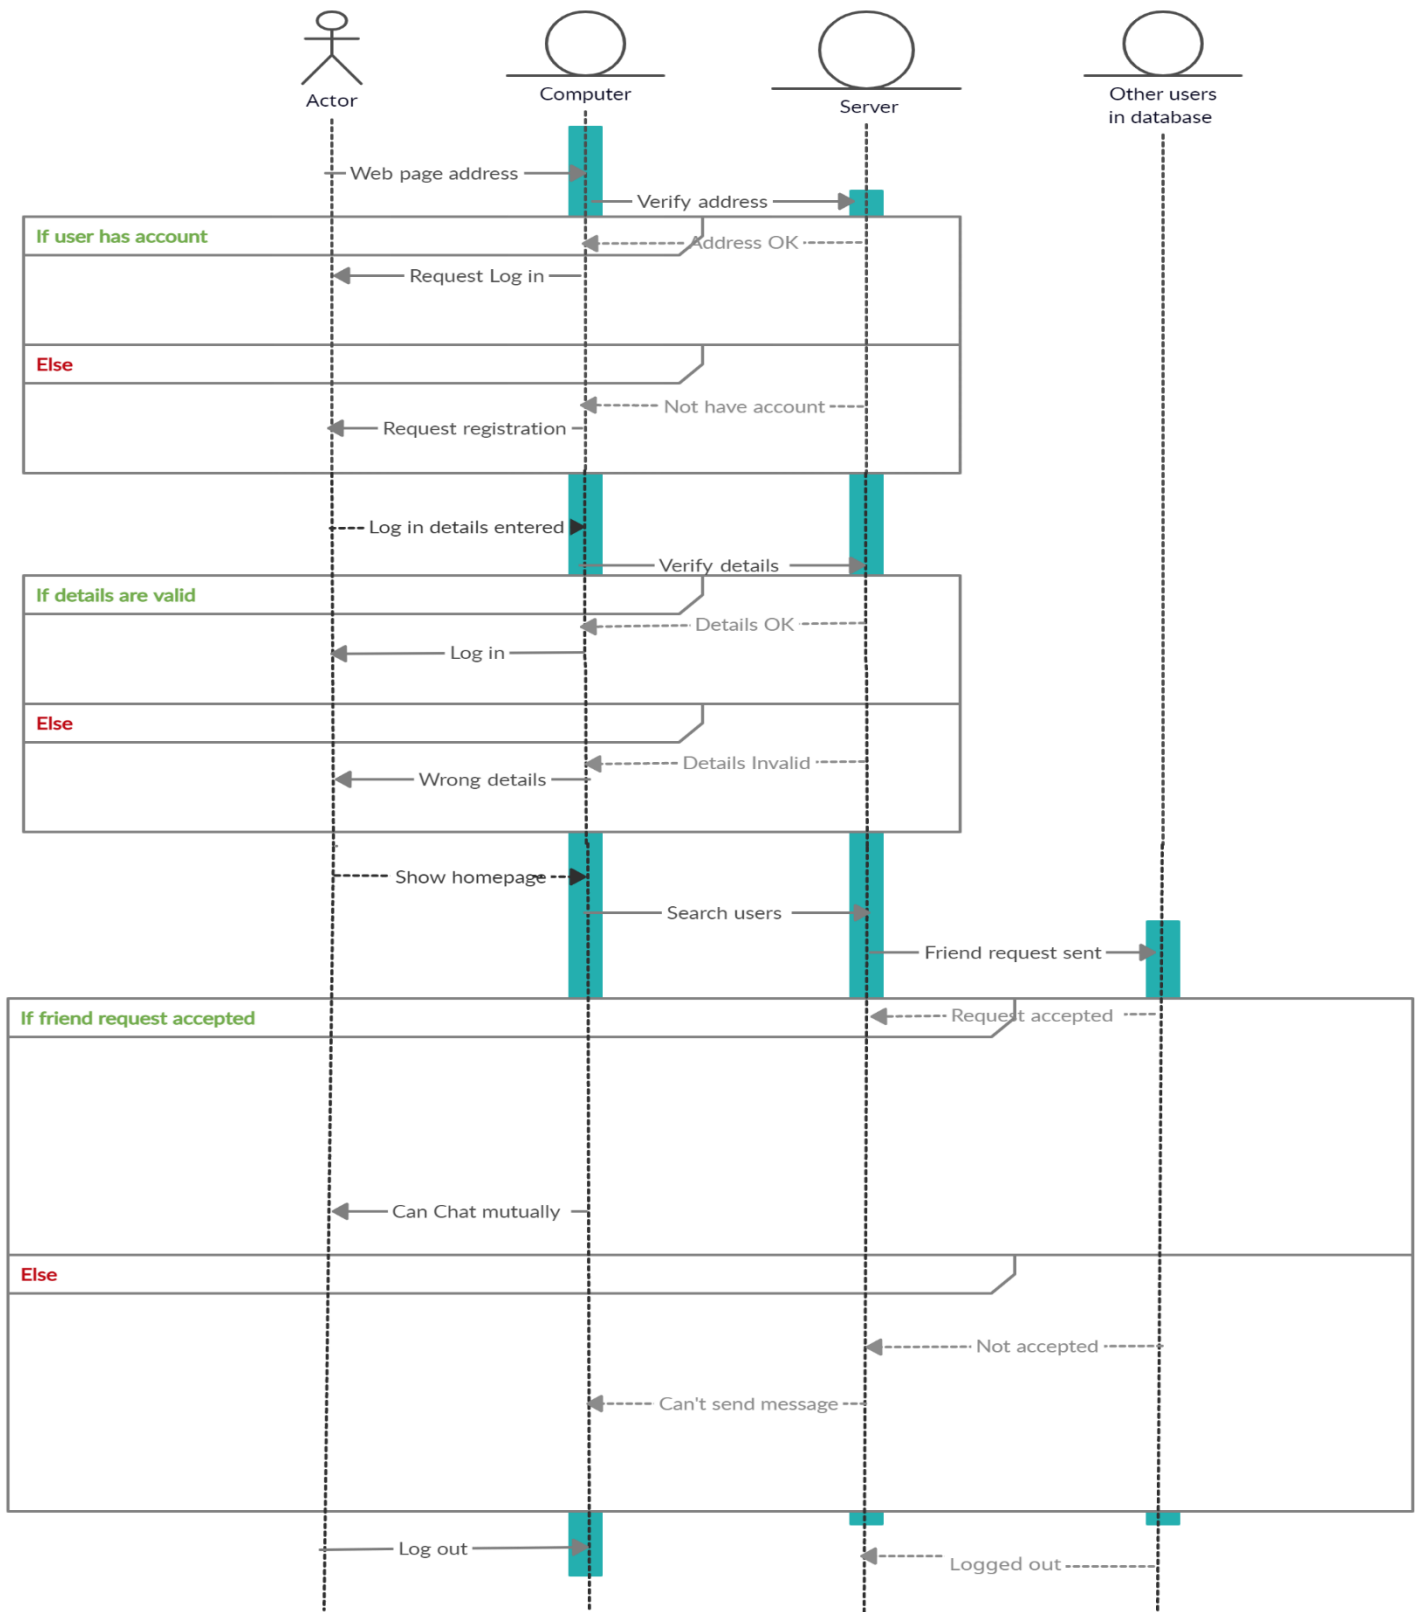 Actor
Computer
Server
Other users
in database
Web page address
Verify address
If user has account
Address OK
Request Log in
Else
Not have account
Request registration
Log in details entered
Verify details
If details are valid
Details OK
Log in
Else
Details Invalid
Wrong details
Show homepage
Search users
Friend request sent
If friend request accepted
Request accepted
Can Chat mutually
Else
Not accepted
Can't send message
Log out
Logged out